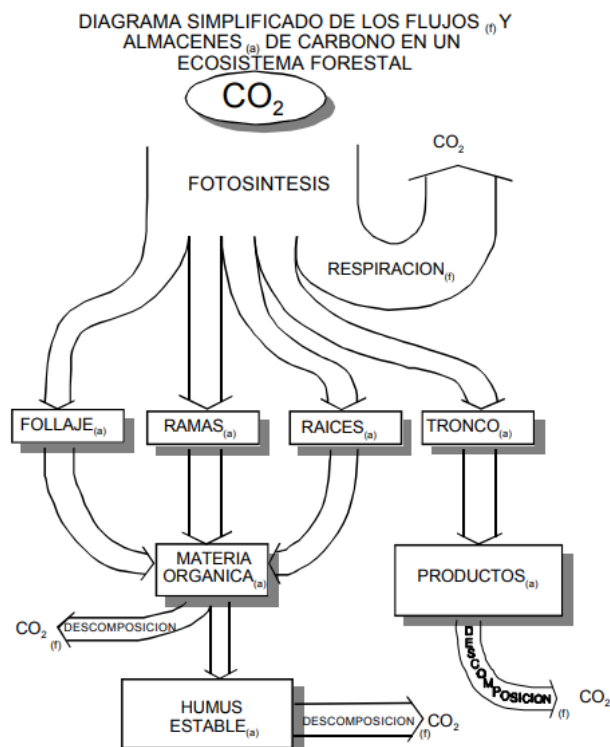 DIAGRAMA SIMPLIFICADO DE LOS FLUJOS (f) Y
ALMACENES (a) DE CARBONO EN UN
ECOSISTEMA FORESTAL
CO2
CO2
FOTOSINTESIS
RESPIRACION(f)
FOLLAJE(a)
RAMAS(a)
RAICES(a)
TRONCO(a)
MATERIA
ORGANICA(a)
PRODUCTOS(a)
CO2 (f)
DESCOMPOSICION
DESCOMPOSICION
(f)
CO2
HUMUS
ESTABLE(a)
DESCOMPOSICION
(f)
CO2